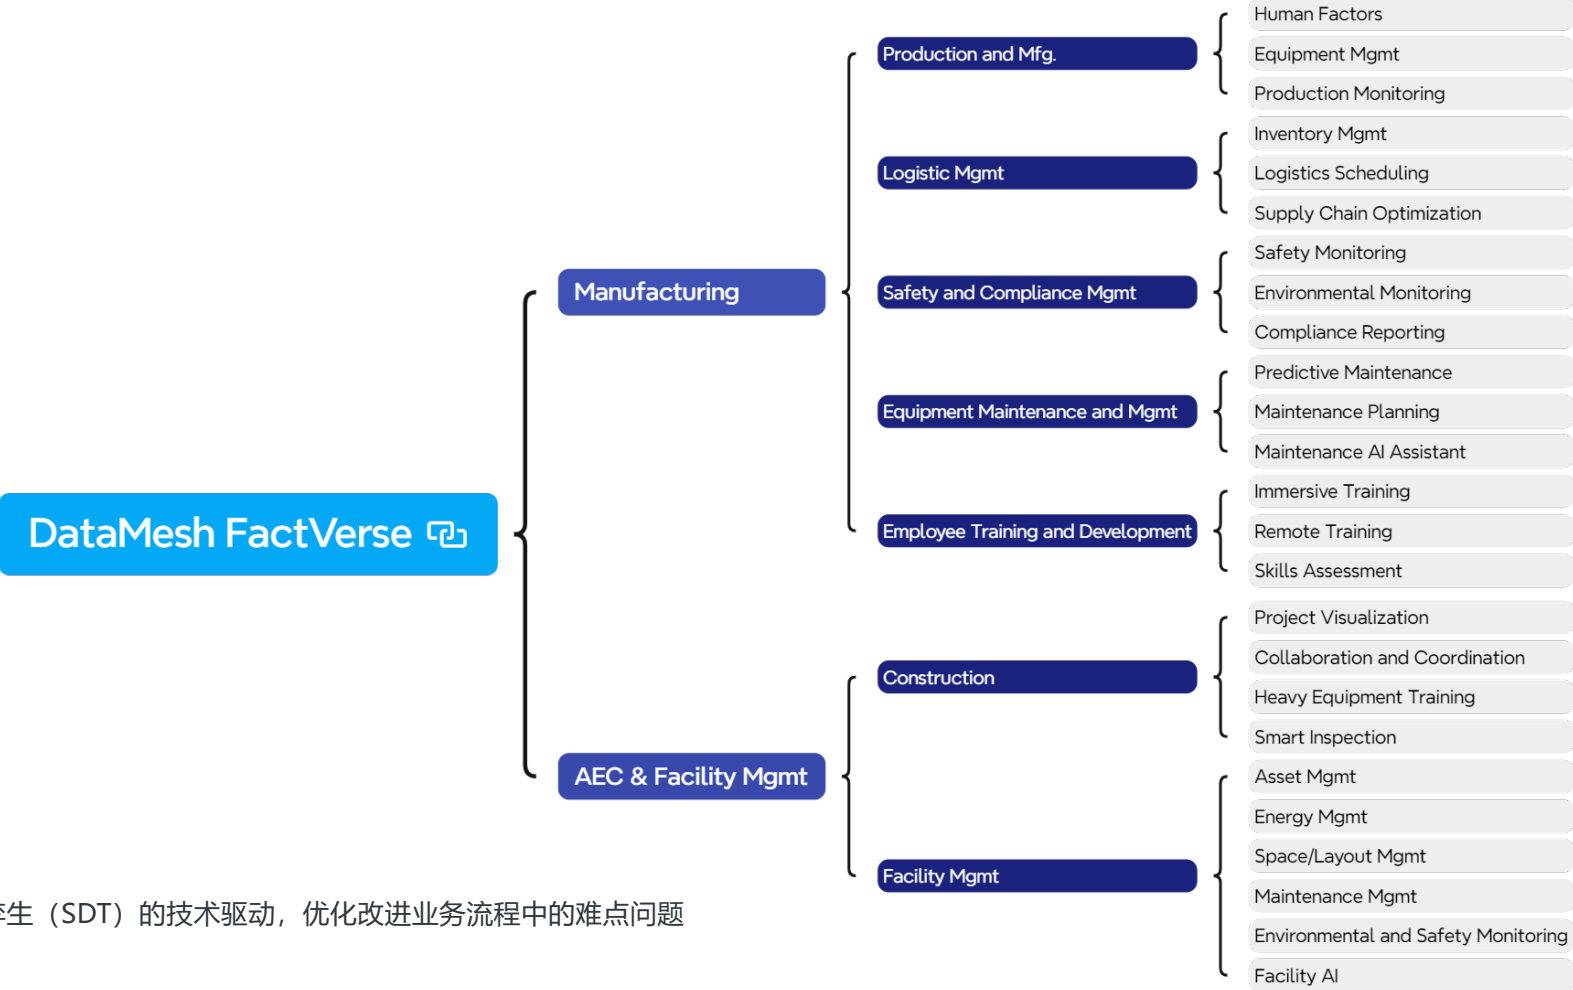 DataMesh FactVerse
Manufacturing
Production and Mfg.
Human Factors
Equipment Mgmt
Production Monitoring
Logistic Mgmt
Inventory Mgmt
Logistics Scheduling
Supply Chain Optimization
Safety and Compliance Mgmt
Safety Monitoring
Environmental Monitoring
Compliance Reporting
Equipment Maintenance and Mgmt
Predictive Maintenance
Maintenance Planning
Maintenance AI Assistant
Employee Training and Development
Immersive Training
Remote Training
Skills Assessment
AEC & Facility Mgmt
Construction
Project Visualization
Collaboration and Coordination
Heavy Equipment Training
Smart Inspection
Facility Mgmt
Asset Mgmt
Energy Mgmt
Space/Layout Mgmt
Maintenance Mgmt
Environmental and Safety Monitoring
Facility AI
生（SDT）的技术驱动，优化改进业务流程中的难点问题